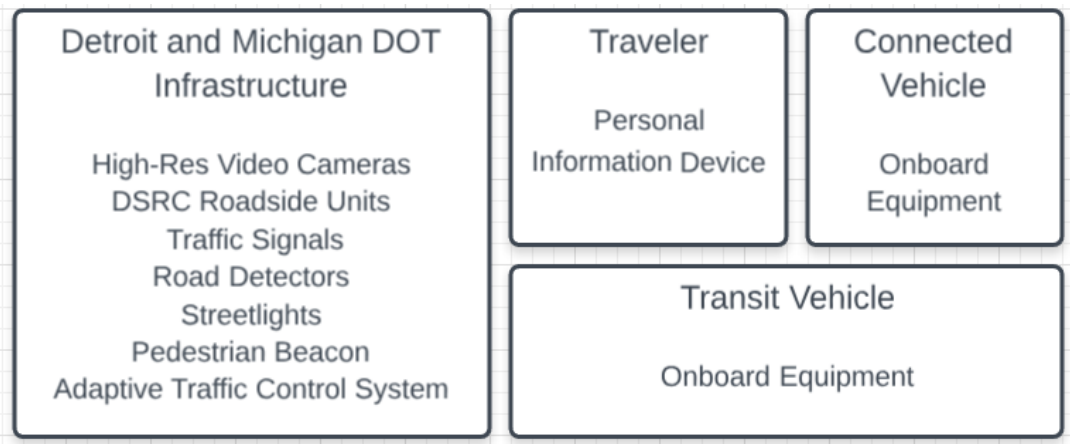 Detroit and Michigan DOT
Infrastructure
High-Res Video Cameras
DSRC Roadside Units
Traffic Signals
Road Detectors
Streetlights
Pedestrian Beacon
Adaptive Traffic Control System
Traveler
Personal
Information Device
Connected
Vehicle
Onboard
Equipment
Transit Vehicle
Onboard Equipment